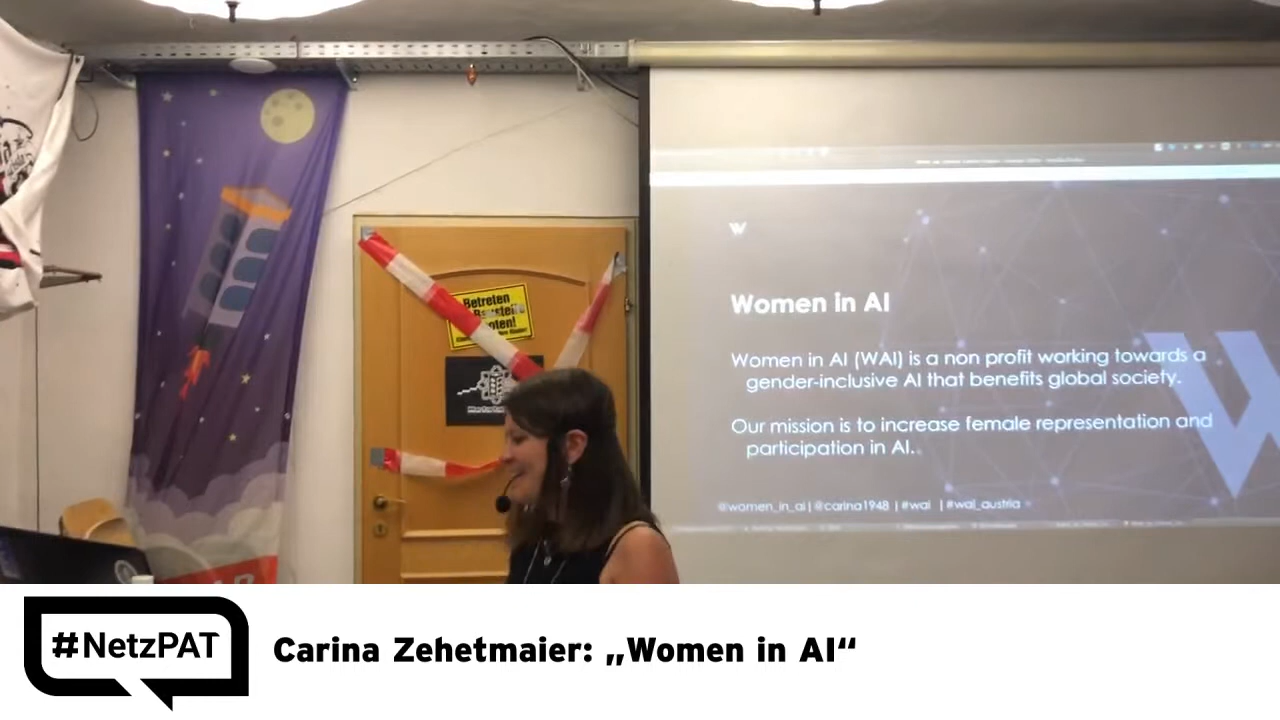 Betreten
Women in AI
Women in AI (WAI) is a non profit working towards a
gender-inclusive AI that benefits global society.
Our mission is to increase female representation and
participation in AI.
@women_in_ai | @carina1948 | #wai | #wai_austria
#NetzPAT
Carina Zehetmaier: „Women in AI“